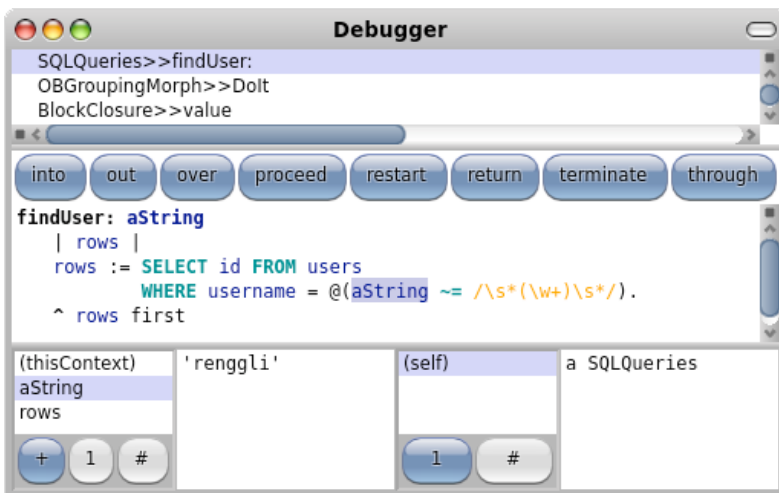 Debugger
SQLQueries>>findUser:
OBGroupingMorph>>DoIt
BlockClosure>>value
into out over proceed restart return terminate through
findUser: aString
| rows |
rows := SELECT id FROM users
WHERE username = @(aString ~= /\s*(\w+)\s*/).
^ rows first
(thisContext) 'renggli' (self) a SQLQueries
aString
rows
+ 1 # 1 #